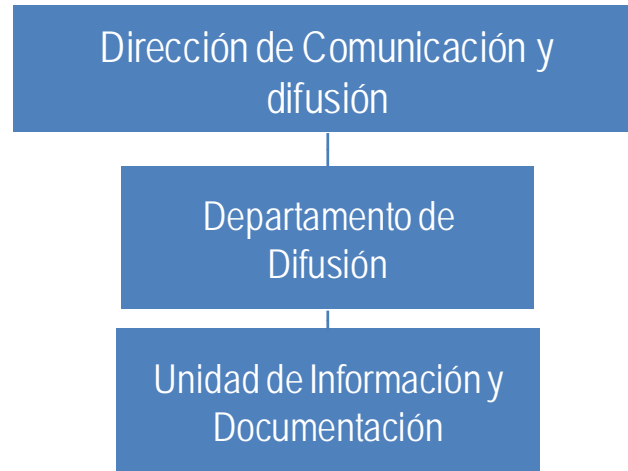 Dirección de Comunicación y
difusión
Departamento de
Difusión
Unidad de Información y
Documentación